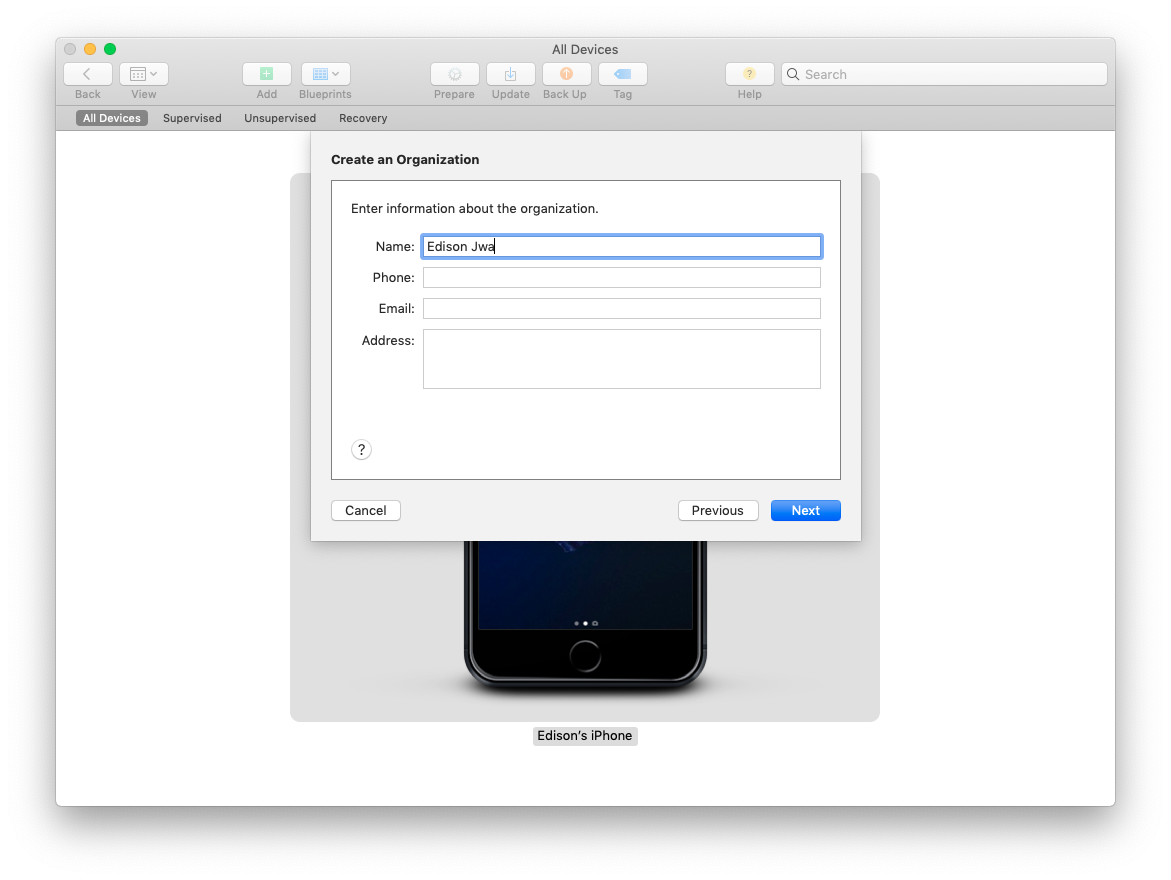 All Devices
Search
Back View Add Blueprints Prepare Update Back Up Tag Help
All Devices Supervised Unsupervised Recovery
Create an Organization
Enter information about the organization.
Name: Edison Jwa
Phone:
Email:
Address:
?
Cancel Previous Next
Edison’s iPhone